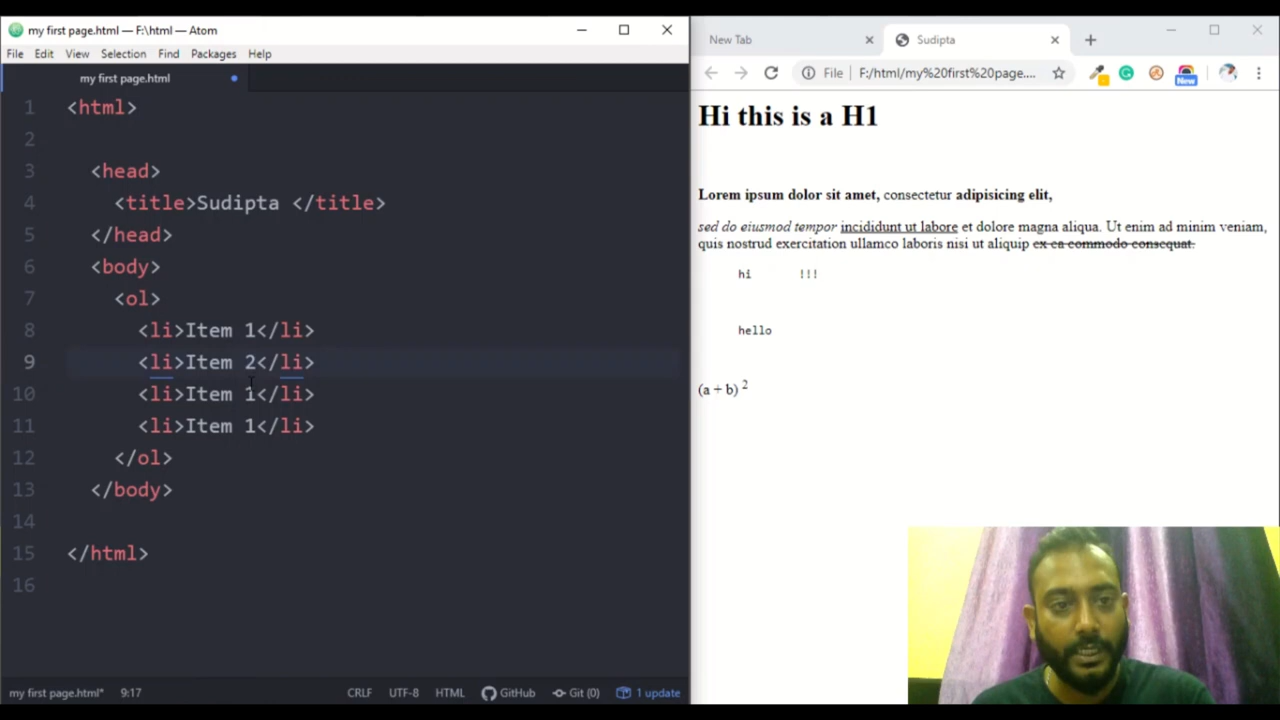 my first page.html — F:\html — Atom
File Edit View Selection Find Packages Help
my first page.html
1 <html>
2
3 <head>
4 <title>Sudipta </title>
5 </head>
6 <body>
7 <ol>
8 <li>Item 1</li>
9 <li>Item 2</li>
10 <li>Item 1</li>
11 <li>Item 1</li>
12 </ol>
13 </body>
14
15 </html>
16
my first page.html* 9:17 CRLF UTF-8 HTML GitHub Git (0) 1 update
New Tab Sudipta
File F:/html/my%20first%20page.... New
Hi this is a H1
Lorem ipsum dolor sit amet, consectetur adipisicing elit,
sed do eiusmod tempor incididunt ut labore et dolore magna aliqua. Ut enim ad minim veniam,
quis nostrud exercitation ullamco laboris nisi ut aliquip ex ea commodo consequat.
hi !!!
hello
(a + b) 2